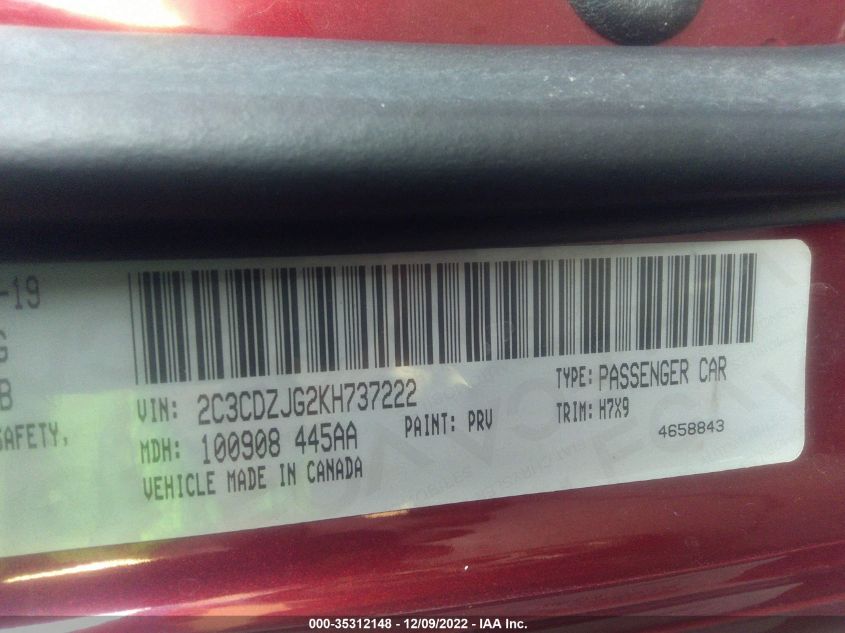 -19
G
B
SAFETY,
VIN: 2C3CDZJG2KH737222
TYPE: PASSENGER CAR
MDH: 100908 445AA
PAINT: PRV
TRIM: H7X9
VEHICLE MADE IN CANADA
4658843
000-35312148 - 12/09/2022 - IAA Inc.